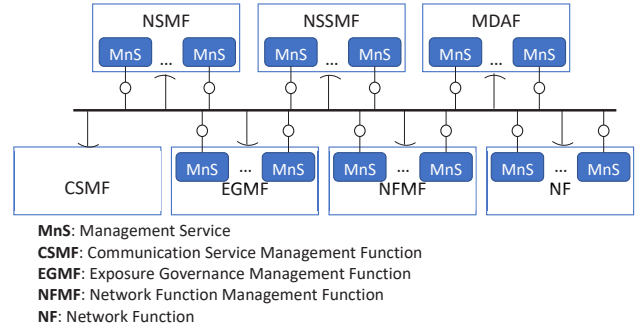 NSMF NSSMF MDAF
MnS ... MnS MnS ... MnS MnS ... MnS
MnS ... MnS MnS ... MnS MnS ... MnS
CSMF EGMF NFMF NF
MnS: Management Service
CSMF: Communication Service Management Function
EGMF: Exposure Governance Management Function
NFMF: Network Function Management Function
NF: Network Function